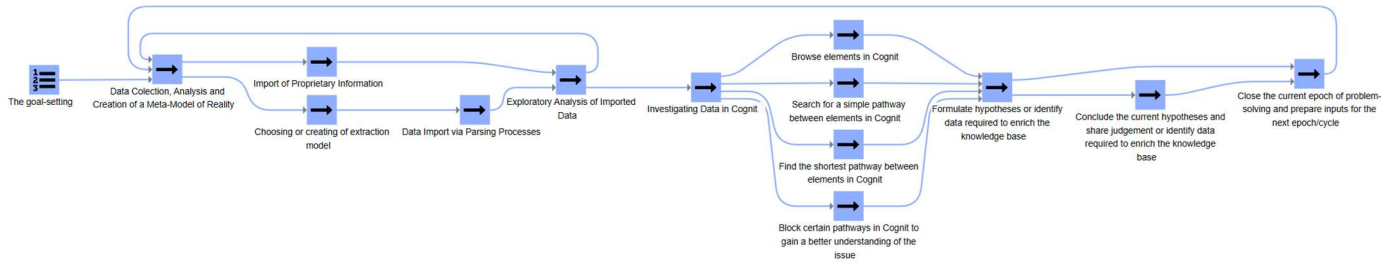 1
2
3
The goal-setting
Data Colection, Analysis and
Creation of a Meta-Model of Reality
Import of Proprietary Information
Choosing or creating of extraction
model
Data Import via Parsing Processes
Exploratory Analysis of Imported
Data
Investigating Data in Cognit
Browse elements in Cognit
Search for a simple pathway
between elements in Cognit
Find the shortest pathway between
elements in Cognit
Block certain pathways in Cognit to
gain a better understanding of the
issue
Formulate hypotheses or identify
data required to enrich the
knowledge base
Conclude the current hypotheses and
share judgement or identify data
required to enrich the knowledge
base
Close the current epoch of problem-
solving and prepare inputs for the
next epoch/cycle